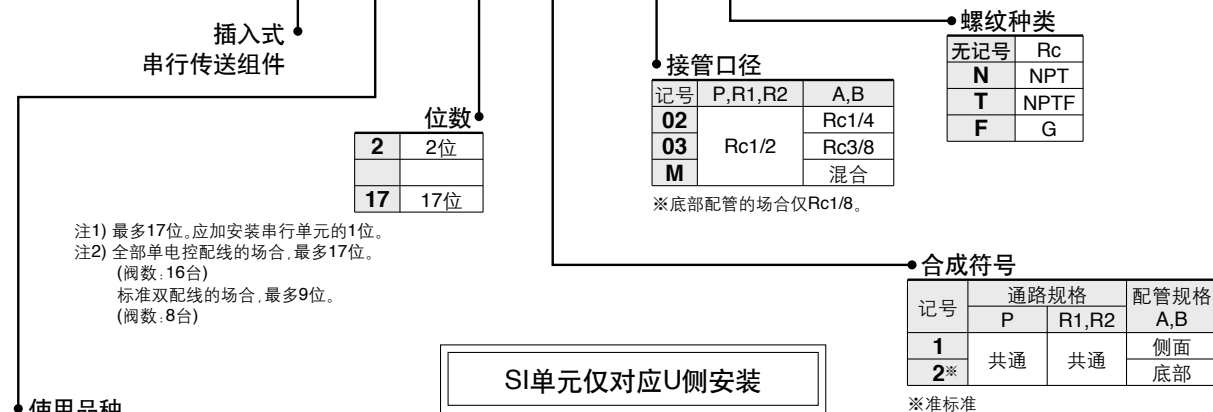 插入式
串行传送组件
位数
2 2位
17 17位
注1) 最多17位。应加安装串行单元的1位。
注2) 全部单电控配线的场合,最多17位。
(阀数:16台)
标准双配线的场合,最多9位。
(阀数:8台)
使用品种
接管口径
记号 P,R1,R2 A,B
02 Rc1/2 Rc1/4
03 Rc3/8
M 混合
※底部配管的场合仅Rc1/8。
螺纹种类
无记号 Rc
N NPT
T NPTF
F G
合成符号
记号 通路规格 配管规格
P R1,R2 A,B
1 共通 共通 侧面
2※ 底部
※准标准
SI单元仅对应U侧安装